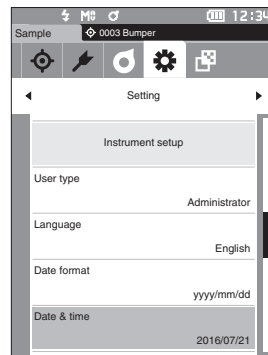 M0 12:34
Sample 0003 Bumper
Setting
Instrument setup
User type
Administrator
Language
English
Date format
yyyy/mm/dd
Date & time
2016/07/21